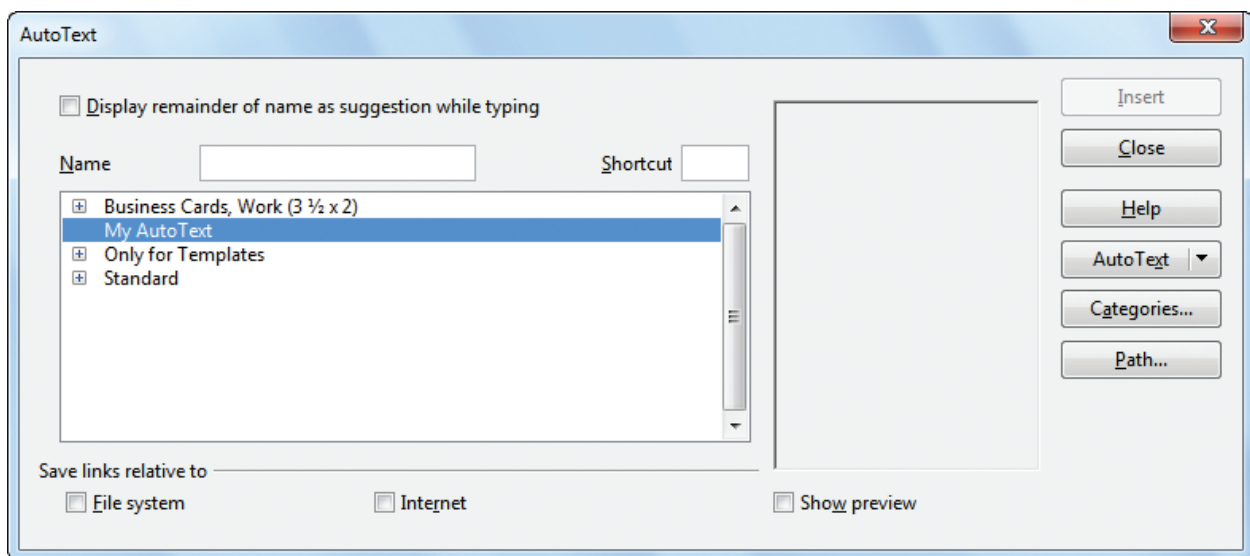 AutoText
Display remainder of name as suggestion while typing
Name
Shortcut
Business Cards, Work (3 ½ x 2)
My AutoText
Only for Templates
Standard
Save links relative to
File system
Internet
Show preview
Insert
Close
Help
AutoText
Categories...
Path...